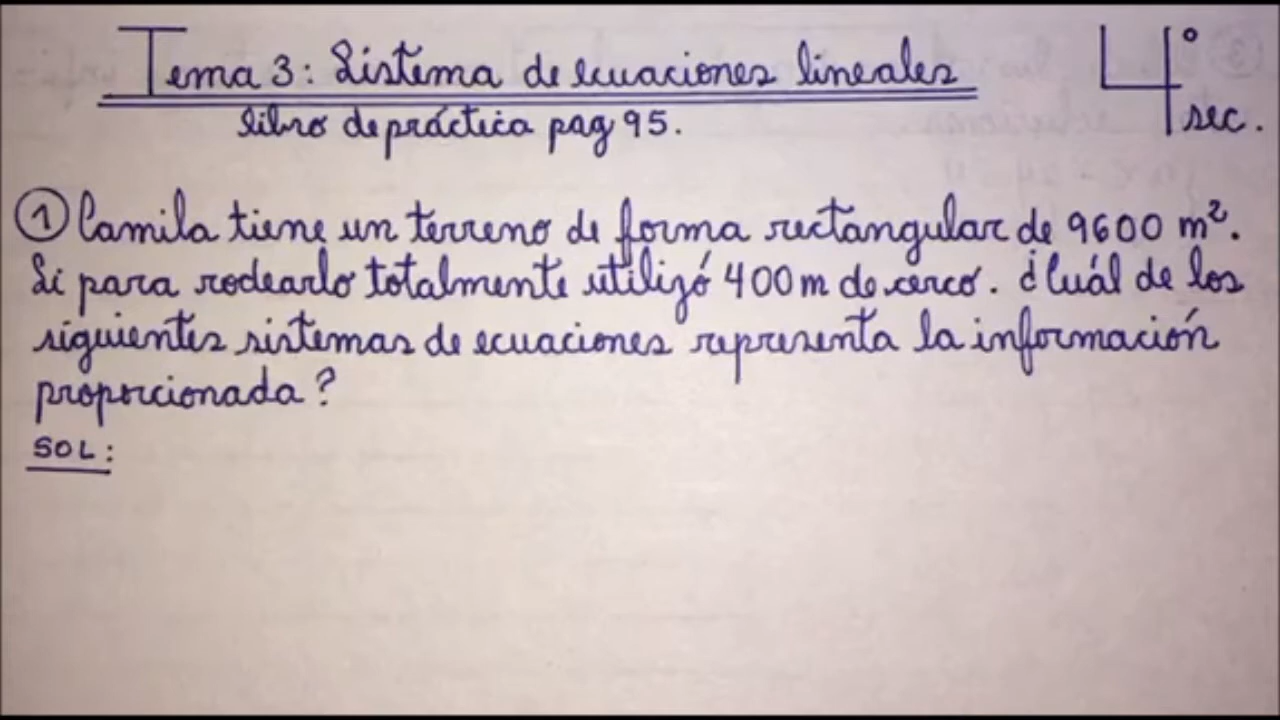 Tema 3: Sistema de ecuaciones lineales
4° sec.
libro de práctica pag 95.
① Camila tiene un terreno de forma rectangular de 9600 m².
Si para rodearlo totalmente utilizó 400 m de cerco. ¿Cuál de los
siguientes sistemas de ecuaciones representa la información
proporcionada?
SOL: